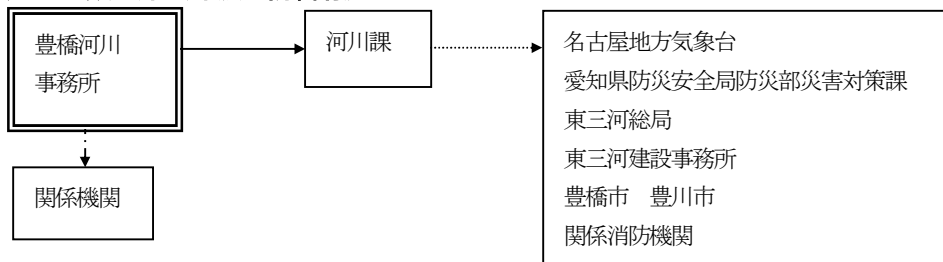 豊橋河川
事務所
河川課
名古屋地方気象台
愛知県防災安全局防災部災害対策課
東三河総局
東三河建設事務所
豊橋市　豊川市
関係消防機関
関係機関